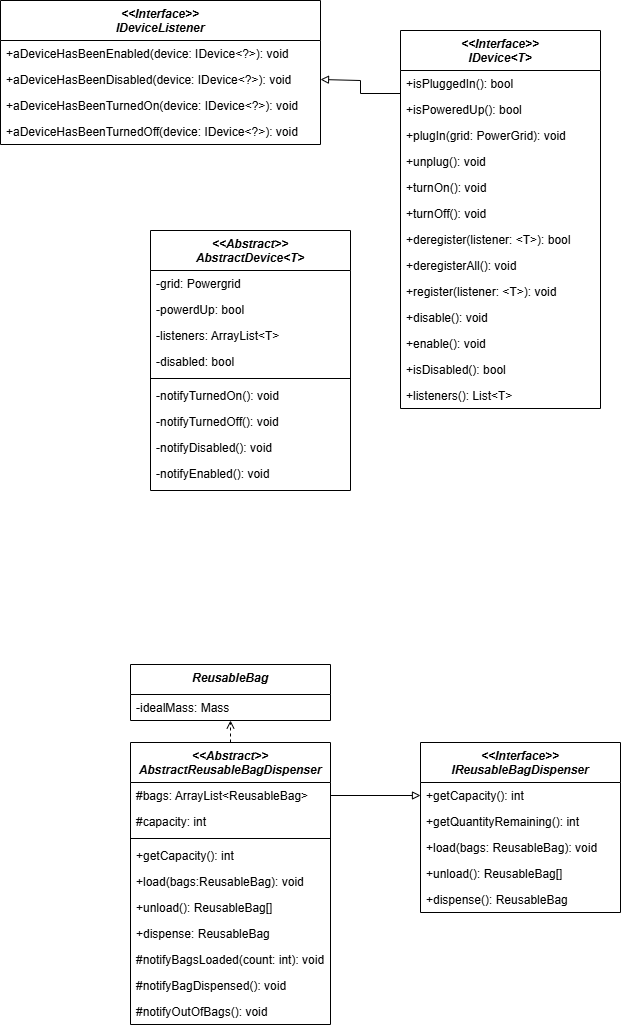 <<Interface>>
IDeviceListener
+aDeviceHasBeenEnabled(device: IDevice<?>): void
+aDeviceHasBeenDisabled(device: IDevice<?>): void
+aDeviceHasBeenTurnedOn(device: IDevice<?>): void
+aDeviceHasBeenTurnedOff(device: IDevice<?>): void
<<Interface>>
IDevice<T>
+isPluggedIn(): bool
+isPoweredUp(): bool
+plugIn(grid: PowerGrid): void
+unplug(): void
+turnOn(): void
+turnOff(): void
+deregister(listener: <T>): bool
+deregisterAll(): void
+register(listener: <T>): void
+disable(): void
+enable(): void
+isDisabled(): bool
+listeners(): List<T>
<<Abstract>>
AbstractDevice<T>
-grid: Powergrid
-powerdUp: bool
-listeners: ArrayList<T>
-disabled: bool
-notifyTurnedOn(): void
-notifyTurnedOff(): void
-notifyDisabled(): void
-notifyEnabled(): void
ReusableBag
-idealMass: Mass
<<Abstract>>
AbstractReusableBagDispenser
#bags: ArrayList<ReusableBag>
#capacity: int
+getCapacity(): int
+load(bags:ReusableBag): void
+unload(): ReusableBag[]
+dispense: ReusableBag
#notifyBagsLoaded(count: int): void
#notifyBagDispensed(): void
#notifyOutOfBags(): void
<<Interface>>
IReusableBagDispenser
+getCapacity(): int
+getQuantityRemaining(): int
+load(bags: ReusableBag): void
+unload(): ReusableBag[]
+dispense(): ReusableBag